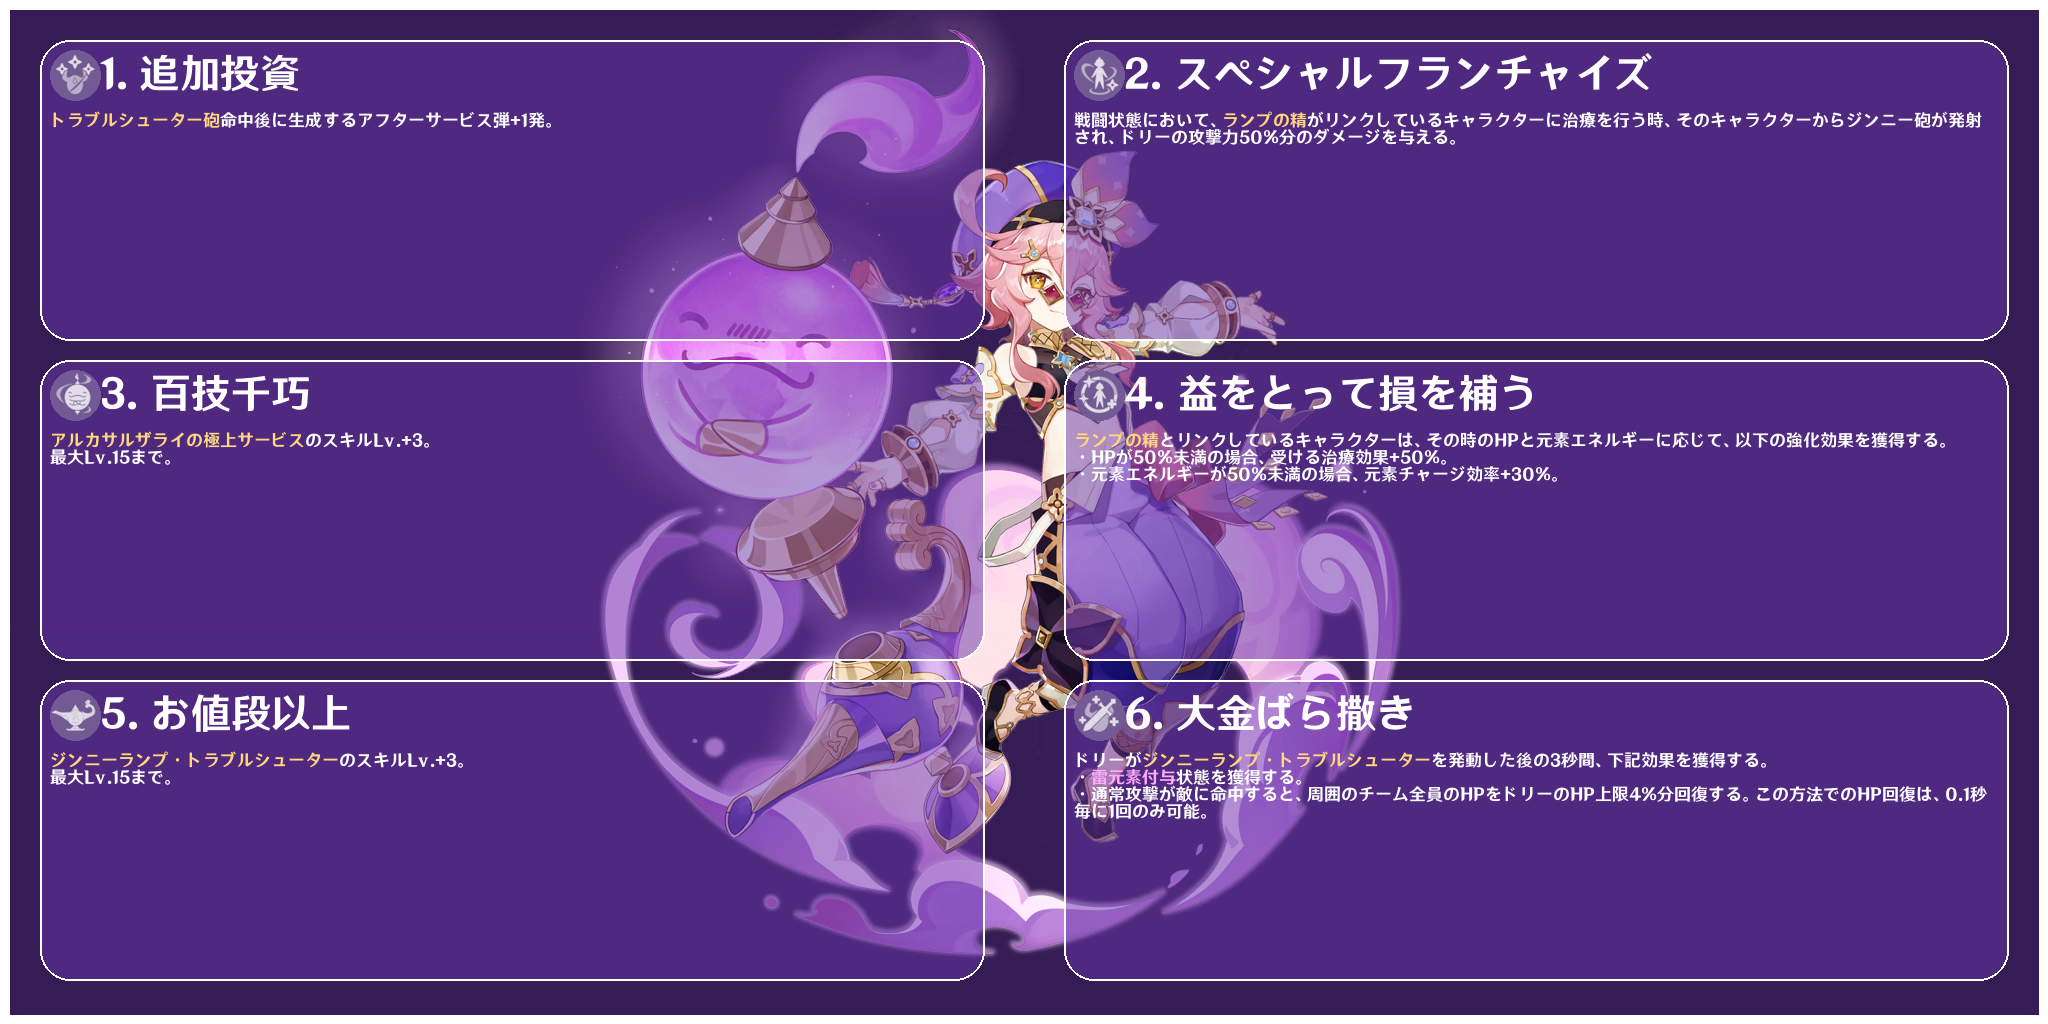 1. 追加投資
トラブルシューター砲命中後に生成するアフターサービス弾+1発。
2. スペシャルフランチャイズ
戦闘状態において、ランプの精がリンクしているキャラクターに治療を行う時、そのキャラクターからジンニー砲が発射
され、ドリーの攻撃力50%分のダメージを与える。
3. 百技千巧
アルカサルザライの極上サービスのスキルLv.+3。
最大Lv.15まで。
4. 益をとって損を補う
ランプの精とリンクしているキャラクターは、その時のHPと元素エネルギーに応じて、以下の強化効果を獲得する。
・HPが50%未満の場合、受ける治療効果+50%。
・元素エネルギーが50%未満の場合、元素チャージ効率+30%。
5. お値段以上
ジンニーランプ・トラブルシューターのスキルLv.+3。
最大Lv.15まで。
6. 大金ばら撒き
ドリーがジンニーランプ・トラブルシューターを発動した後の3秒間、下記効果を獲得する。
・雷元素付与状態を獲得する。
・通常攻撃が敵に命中すると、周囲のチーム全員のHPをドリーのHP上限4%分回復する。この方法でのHP回復は、0.1秒
毎に1回のみ可能。